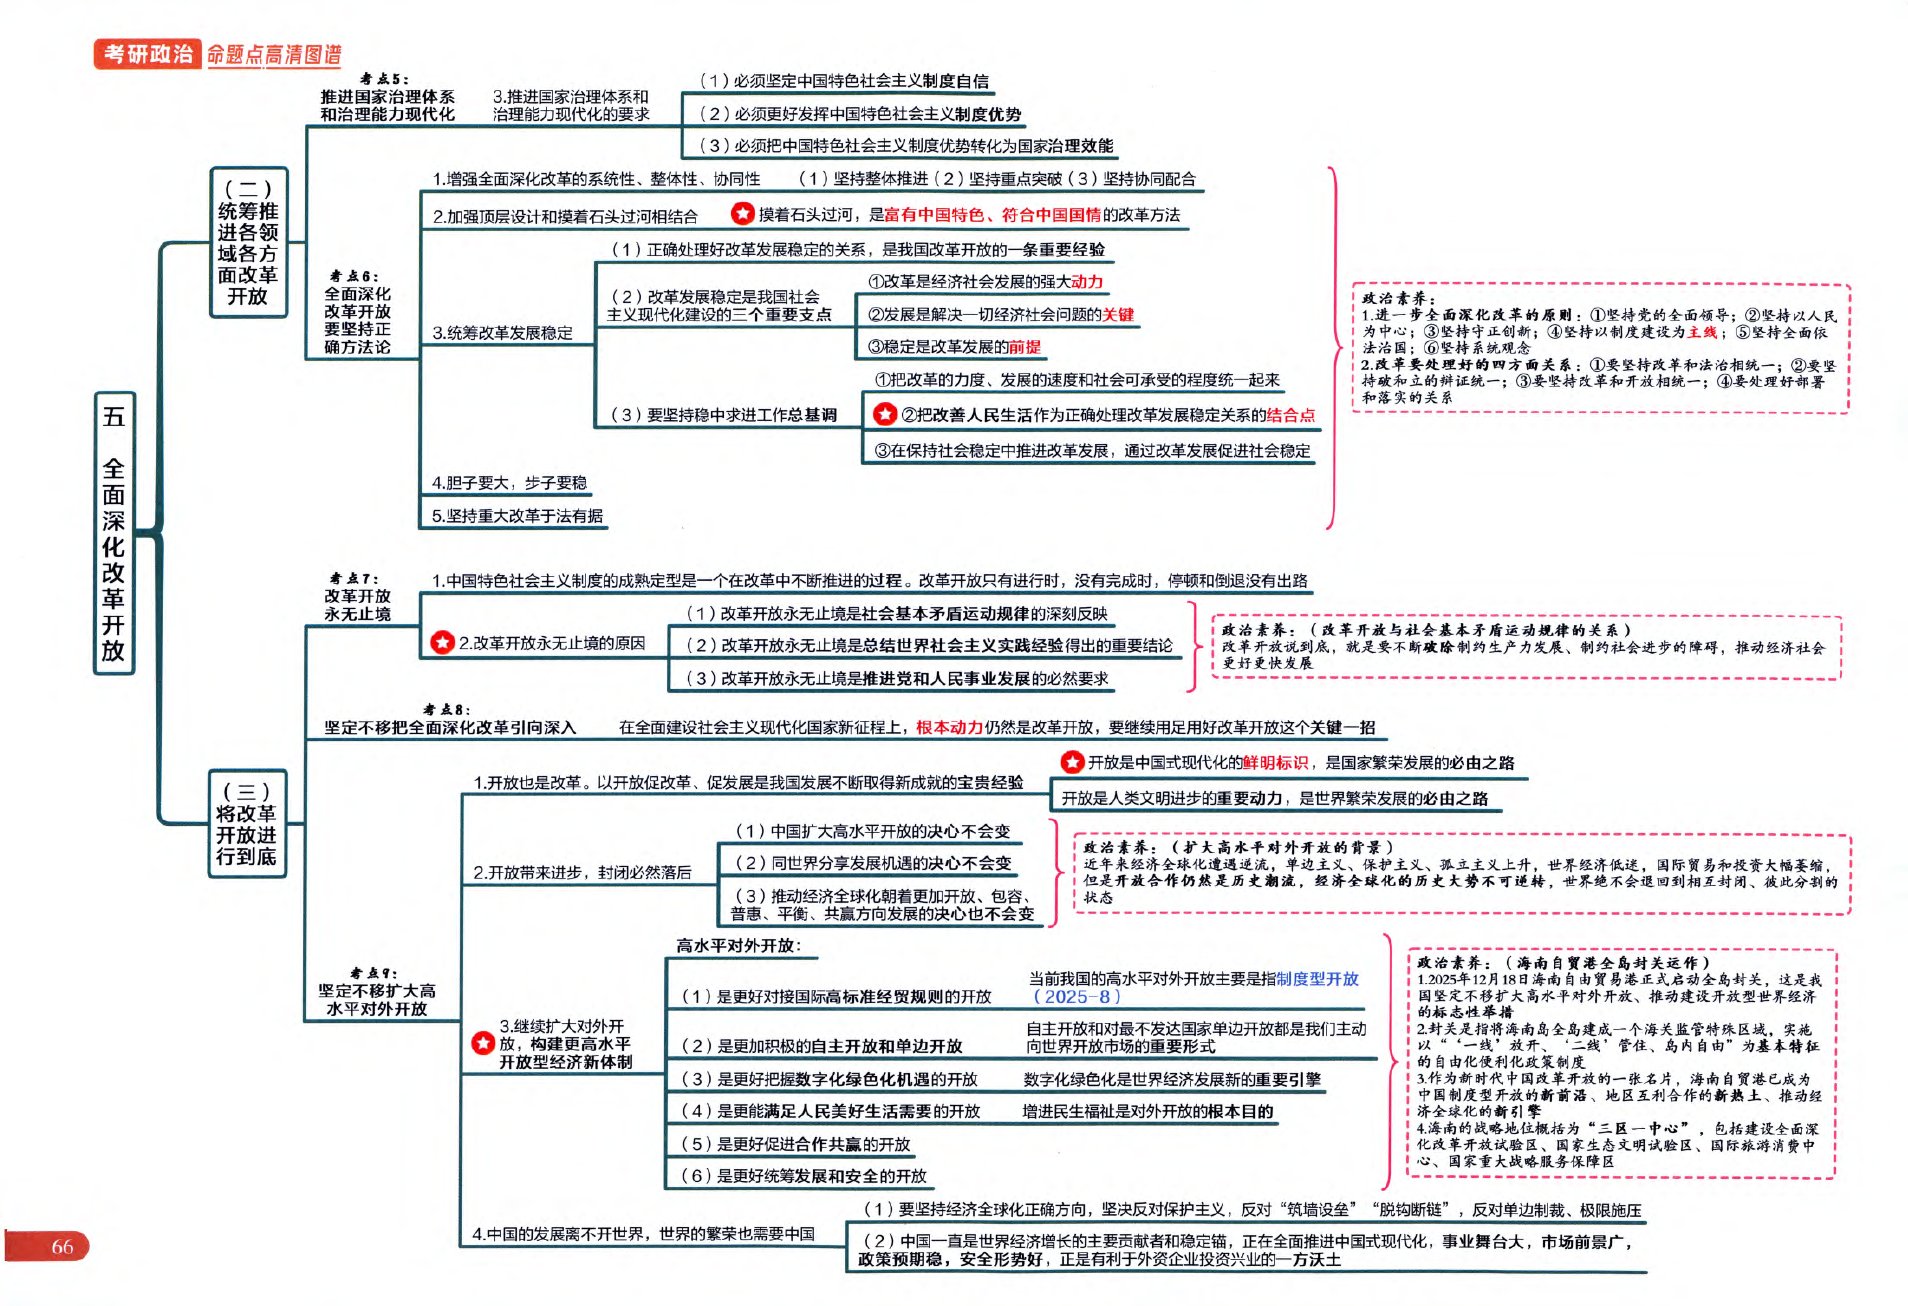 考研政治 命题点高清图谱
五 全面深化改革开放
（二）
统筹推
进各领
域各方
面改革
开放
考点5：
推进国家治理体系
和治理能力现代化
3.推进国家治理体系和
治理能力现代化的要求
（1）必须坚定中国特色社会主义制度自信
（2）必须更好发挥中国特色社会主义制度优势
（3）必须把中国特色社会主义制度优势转化为国家治理效能
考点6：
全面深化
改革开放
要坚持正
确方法论
1.增强全面深化改革的系统性、整体性、协同性
（1）坚持整体推进（2）坚持重点突破（3）坚持协同配合
2.加强顶层设计和摸着石头过河相结合
摸着石头过河，是富有中国特色、符合中国国情的改革方法
3.统筹改革发展稳定
（1）正确处理好改革发展稳定的关系，是我国改革开放的一条重要经验
（2）改革发展稳定是我国社会
主义现代化建设的三个重要支点
①改革是经济社会发展的强大动力
②发展是解决一切经济社会问题的关键
③稳定是改革发展的前提
（3）要坚持稳中求进工作总基调
①把改革的力度、发展的速度和社会可承受的程度统一起来
②把改善人民生活作为正确处理改革发展稳定关系的结合点
③在保持社会稳定中推进改革发展，通过改革发展促进社会稳定
4.胆子要大，步子要稳
5.坚持重大改革于法有据
政治素养：
1.进一步全面深化改革的原则：①坚持党的全面领导；②坚持以人民
为中心；③坚持守正创新；④坚持以制度建设为主线；⑤坚持全面依
法治国；⑥坚持系统观念
2.改革要处理好的四方面关系：①要坚持改革和法治相统一；②要坚
持破和立的辩证统一；③要坚持改革和开放相统一；④要处理好部署
和落实的关系
（三）
将改革
开放进
行到底
考点7：
改革开放
永无止境
1.中国特色社会主义制度的成熟定型是一个在改革中不断推进的过程。改革开放只有进行时，没有完成时，停顿和倒退没有出路
2.改革开放永无止境的原因
（1）改革开放永无止境是社会基本矛盾运动规律的深刻反映
（2）改革开放永无止境是总结世界社会主义实践经验得出的重要结论
（3）改革开放永无止境是推进党和人民事业发展的必然要求
政治素养：（改革开放与社会基本矛盾运动规律的关系）
改革开放说到底，就是要不断破除制约生产力发展、制约社会进步的障碍，推动经济社会
更好更快发展
考点8：
坚定不移把全面深化改革引向深入
在全面建设社会主义现代化国家新征程上，根本动力仍然是改革开放，要继续用足用好改革开放这个关键一招
考点9：
坚定不移扩大高
水平对外开放
1.开放也是改革。以开放促改革、促发展是我国发展不断取得新成就的宝贵经验
开放是中国式现代化的鲜明标识，是国家繁荣发展的必由之路
开放是人类文明进步的重要动力，是世界繁荣发展的必由之路
2.开放带来进步，封闭必然落后
（1）中国扩大高水平开放的决心不会变
（2）同世界分享发展机遇的决心不会变
（3）推动经济全球化朝着更加开放、包容、
普惠、平衡、共赢方向发展的决心也不会变
政治素养：（扩大高水平对外开放的背景）
近年来经济全球化遭遇逆流，单边主义、保护主义、孤立主义上升，世界经济低迷，国际贸易和投资大幅萎缩，
但是开放合作仍然是历史潮流，经济全球化的历史大势不可逆转，世界绝不会退回到相互封闭、彼此分割的
状态
3.继续扩大对外开
放，构建更高水平
开放型经济新体制
高水平对外开放：
（1）是更好对接国际高标准经贸规则的开放
当前我国的高水平对外开放主要是指制度型开放
（2025-8）
（2）是更加积极的自主开放和单边开放
自主开放和对最不发达国家单边开放都是我们主动
向世界开放市场的重要形式
（3）是更好把握数字化绿色化机遇的开放
数字化绿色化是世界经济发展新的重要引擎
（4）是更能满足人民美好生活需要的开放
增进民生福祉是对外开放的根本目的
（5）是更好促进合作共赢的开放
（6）是更好统筹发展和安全的开放
政治素养：（海南自贸港全岛封关运作）
1.2025年12月18日海南自由贸易港正式启动全岛封关，这是我
国坚定不移扩大高水平对外开放、推动建设开放型世界经济
的标志性举措
2.封关是指将海南岛全岛建成一个海关监管特殊区域，实施
以“‘一线’放开、‘二线’管住、岛内自由”为基本特征
的自由化便利化政策制度
3.作为新时代中国改革开放的一张名片，海南自贸港已成为
中国制度型开放的新前沿、地区互利合作的新热土、推动经
济全球化的新引擎
4.海南的战略地位概括为“三区一中心”，包括建设全面深
化改革开放试验区、国家生态文明试验区、国际旅游消费中
心、国家重大战略服务保障区
4.中国的发展离不开世界，世界的繁荣也需要中国
（1）要坚持经济全球化正确方向，坚决反对保护主义，反对“筑墙设垒”“脱钩断链”，反对单边制裁、极限施压
（2）中国一直是世界经济增长的主要贡献者和稳定锚，正在全面推进中国式现代化，事业舞台大，市场前景广，
政策预期稳，安全形势好，正是有利于外资企业投资兴业的一方沃土
66